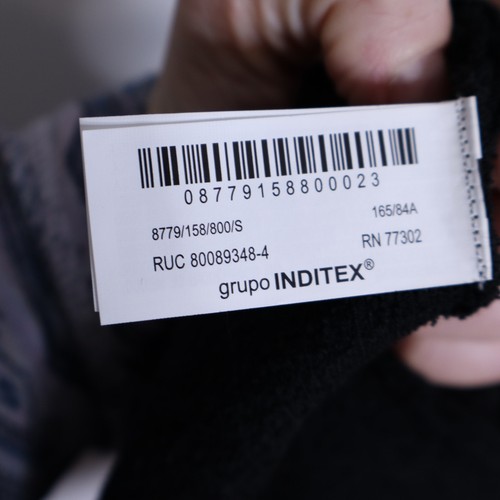 08779158800023
8779/158/800/S
165/84A
RUC 80089348-4
RN 77302
grupo INDITEX®